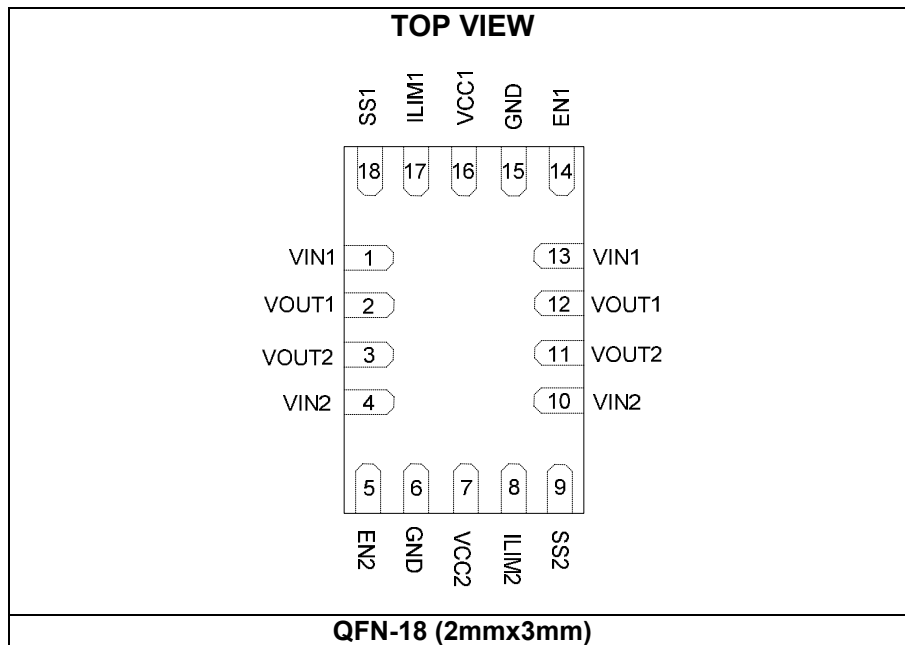 TOP VIEW
SS1 ILIM1 VCC1 GND EN1
18 17 16 15 14
VIN1 1 13 VIN1
VOUT1 2 12 VOUT1
VOUT2 3 11 VOUT2
VIN2 4 10 VIN2
5 6 7 8 9
EN2 GND VCC2 ILIM2 SS2
QFN-18 (2mmx3mm)